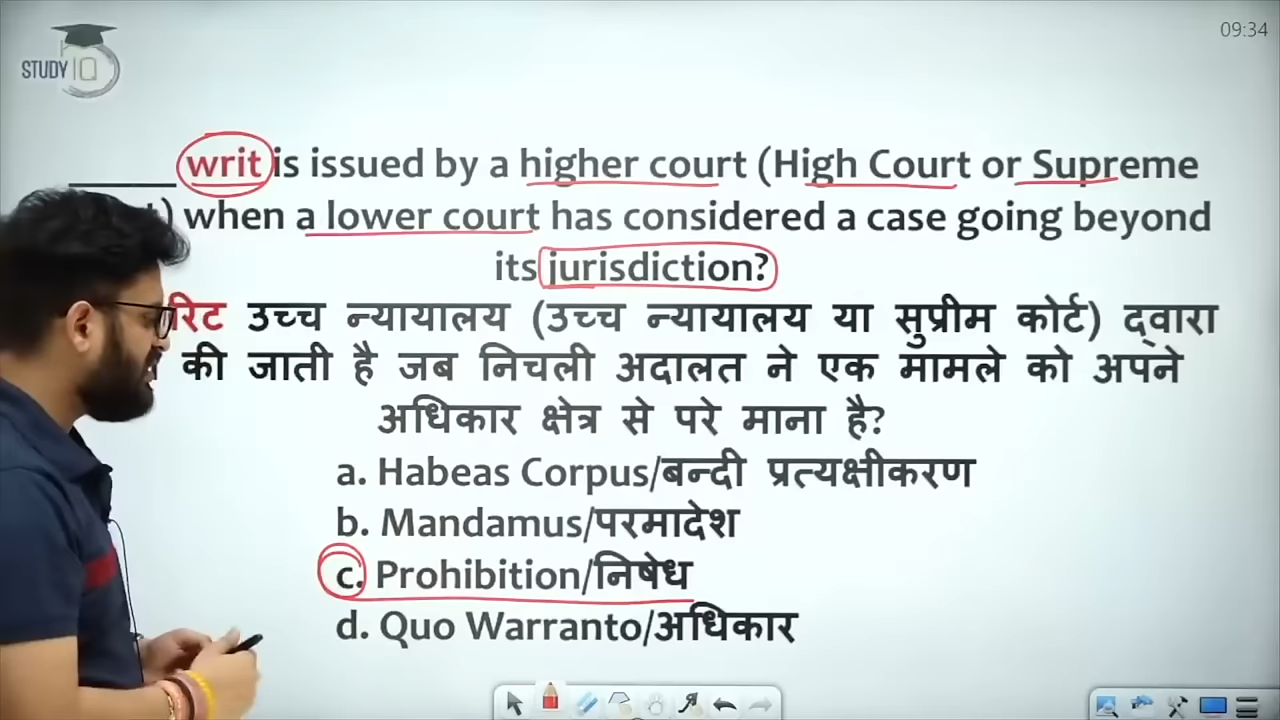 STUDY IQ
09:34
______ writ is issued by a higher court (High Court or Supreme
when a lower court has considered a case going beyond
its jurisdiction?
उच्च न्यायालय (उच्च न्यायालय या सुप्रीम कोर्ट) द्वारा
की जाती है जब निचली अदालत ने एक मामले को अपने
अधिकार क्षेत्र से परे माना है?
a. Habeas Corpus/बन्दी प्रत्यक्षीकरण
b. Mandamus/परमादेश
c. Prohibition/निषेध
d. Quo Warranto/अधिकार